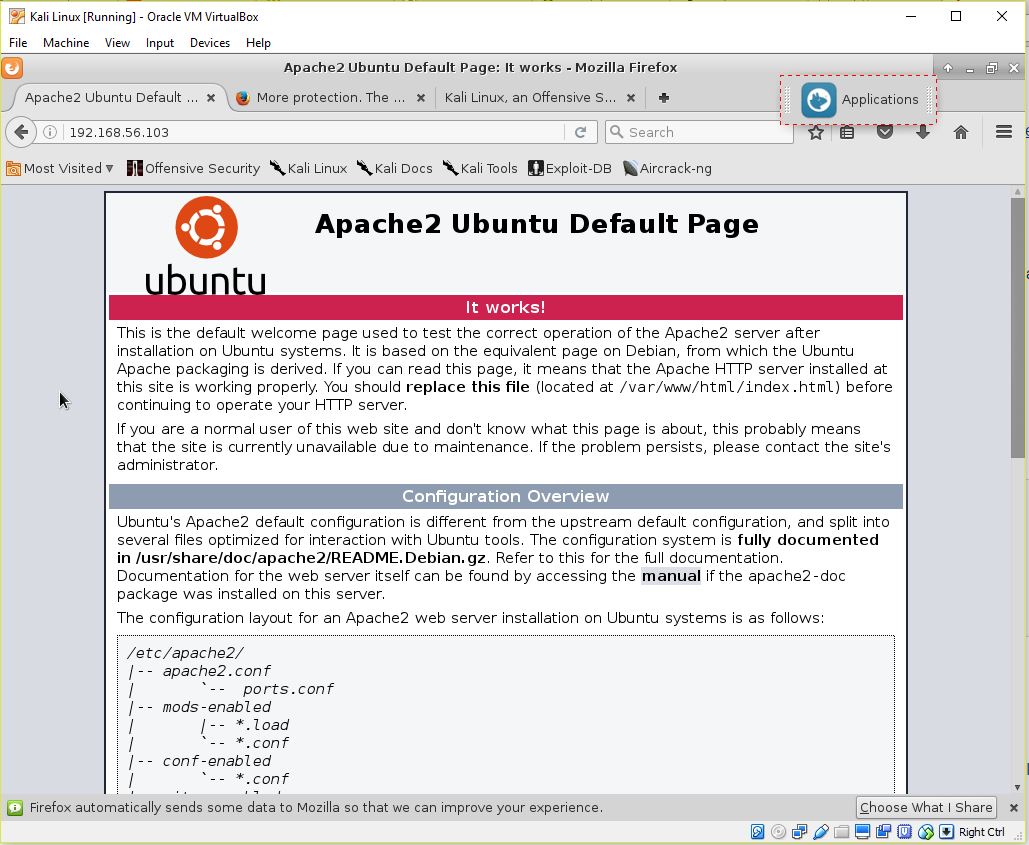 Kali Linux [Running] - Oracle VM VirtualBox
File Machine View Input Devices Help
Apache2 Ubuntu Default Page: It works - Mozilla Firefox
Apache2 Ubuntu Default ... More protection. The ... Kali Linux, an Offensive S... Applications
192.168.56.103 Search
Most Visited Offensive Security Kali Linux Kali Docs Kali Tools Exploit-DB Aircrack-ng
Apache2 Ubuntu Default Page
ubuntu
It works!
This is the default welcome page used to test the correct operation of the Apache2 server after
installation on Ubuntu systems. It is based on the equivalent page on Debian, from which the Ubuntu
Apache packaging is derived. If you can read this page, it means that the Apache HTTP server installed at
this site is working properly. You should replace this file (located at /var/www/html/index.html) before
continuing to operate your HTTP server.
If you are a normal user of this web site and don't know what this page is about, this probably means
that the site is currently unavailable due to maintenance. If the problem persists, please contact the site's
administrator.
Configuration Overview
Ubuntu's Apache2 default configuration is different from the upstream default configuration, and split into
several files optimized for interaction with Ubuntu tools. The configuration system is fully documented
in /usr/share/doc/apache2/README.Debian.gz. Refer to this for the full documentation.
Documentation for the web server itself can be found by accessing the manual if the apache2-doc
package was installed on this server.
The configuration layout for an Apache2 web server installation on Ubuntu systems is as follows:
/etc/apache2/
|-- apache2.conf
|       `--  ports.conf
|-- mods-enabled
|       |-- *.load
|       `-- *.conf
|-- conf-enabled
|       `-- *.conf
Firefox automatically sends some data to Mozilla so that we can improve your experience. Choose What I Share
Right Ctrl